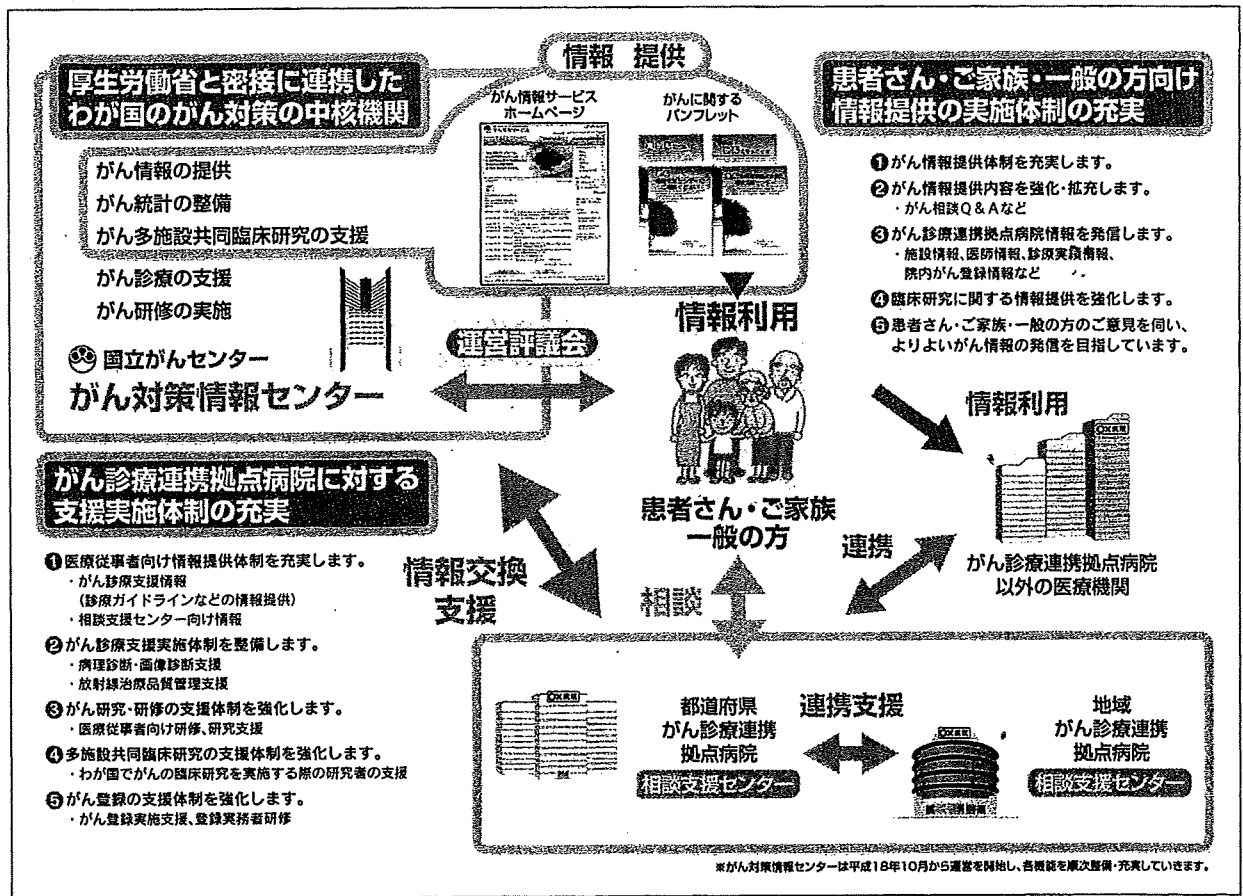 情報 提供
厚生労働省と密接に連携した
わが国のがん対策の中核機関
がん情報の提供
がん統計の整備
がん多施設共同臨床研究の支援
がん診療の支援
がん研修の実施
国立がんセンター
がん対策情報センター
がん情報サービス
ホームページ
がんに関する
パンフレット
情報利用
運営評議会
患者さん・ご家族
一般の方
患者さん・ご家族・一般の方向け
情報提供の実施体制の充実
❶がん情報提供体制を充実します。
❷がん情報提供内容を強化・拡充します。
・がん相談Q&Aなど
❸がん診療連携拠点病院情報を発信します。
・施設情報、医師情報、診療実績情報、
院内がん登録情報など
❹臨床研究に関する情報提供を強化します。
❺患者さん・ご家族・一般の方のご意見を伺い、
よりよいがん情報の発信を目指しています。
情報利用
がん診療連携拠点病院
以外の医療機関
連携
相談
情報交換
支援
がん診療連携拠点病院に対する
支援実施体制の充実
❶医療従事者向け情報提供体制を充実します。
・がん診療支援情報
(診療ガイドラインなどの情報提供)
・相談支援センター向け情報
❷がん診療支援実施体制を整備します。
・病理診断・画像診断支援
・放射線治療品質管理支援
❸がん研究・研修の支援体制を強化します。
・医療従事者向け研修、研究支援
❹多施設共同臨床研究の支援体制を強化します。
・わが国でがんの臨床研究を実施する際の研究者の支援
❺がん登録の支援体制を強化します。
・がん登録実施支援、登録実務者研修
都道府県
がん診療連携
拠点病院
相談支援センター
連携支援
地域
がん診療連携
拠点病院
相談支援センター
※がん対策情報センターは平成18年10月から運営を開始し、各機能を順次整備・充実していきます。